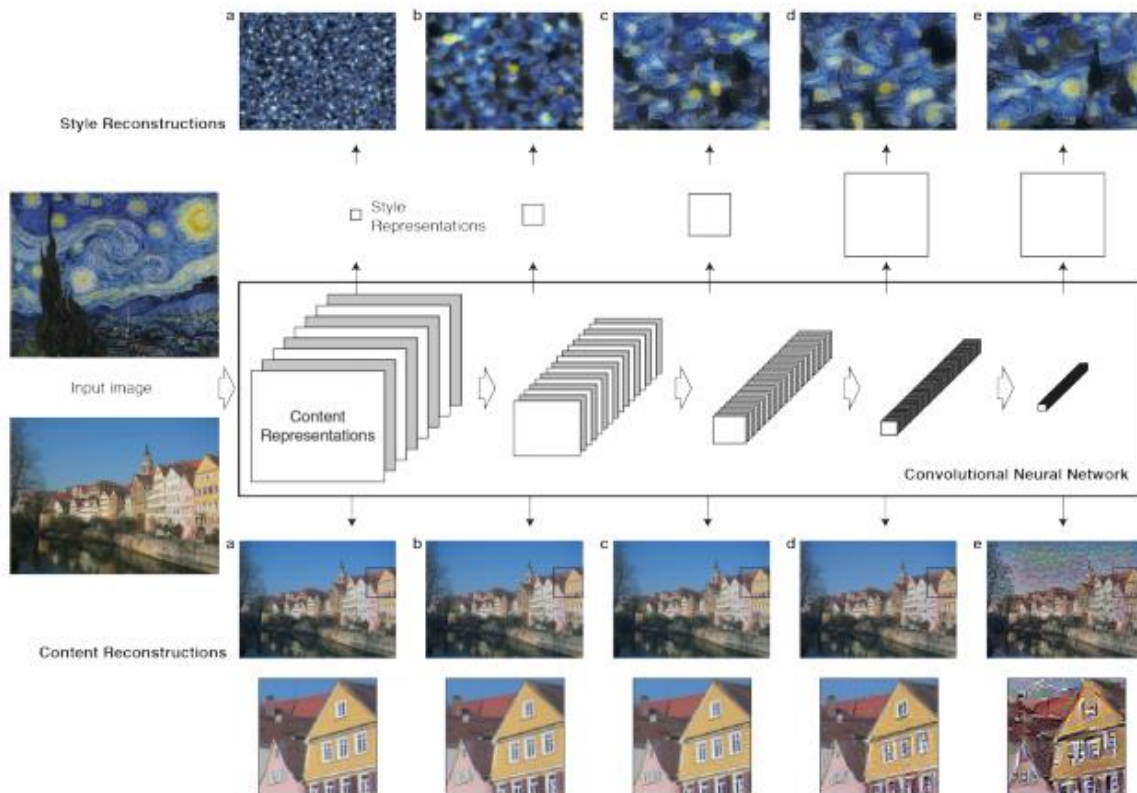 a
b
c
d
e
Style Reconstructions
Style
Representations
Input image
Content
Representations
Convolutional Neural Network
a
b
c
d
e
Content Reconstructions